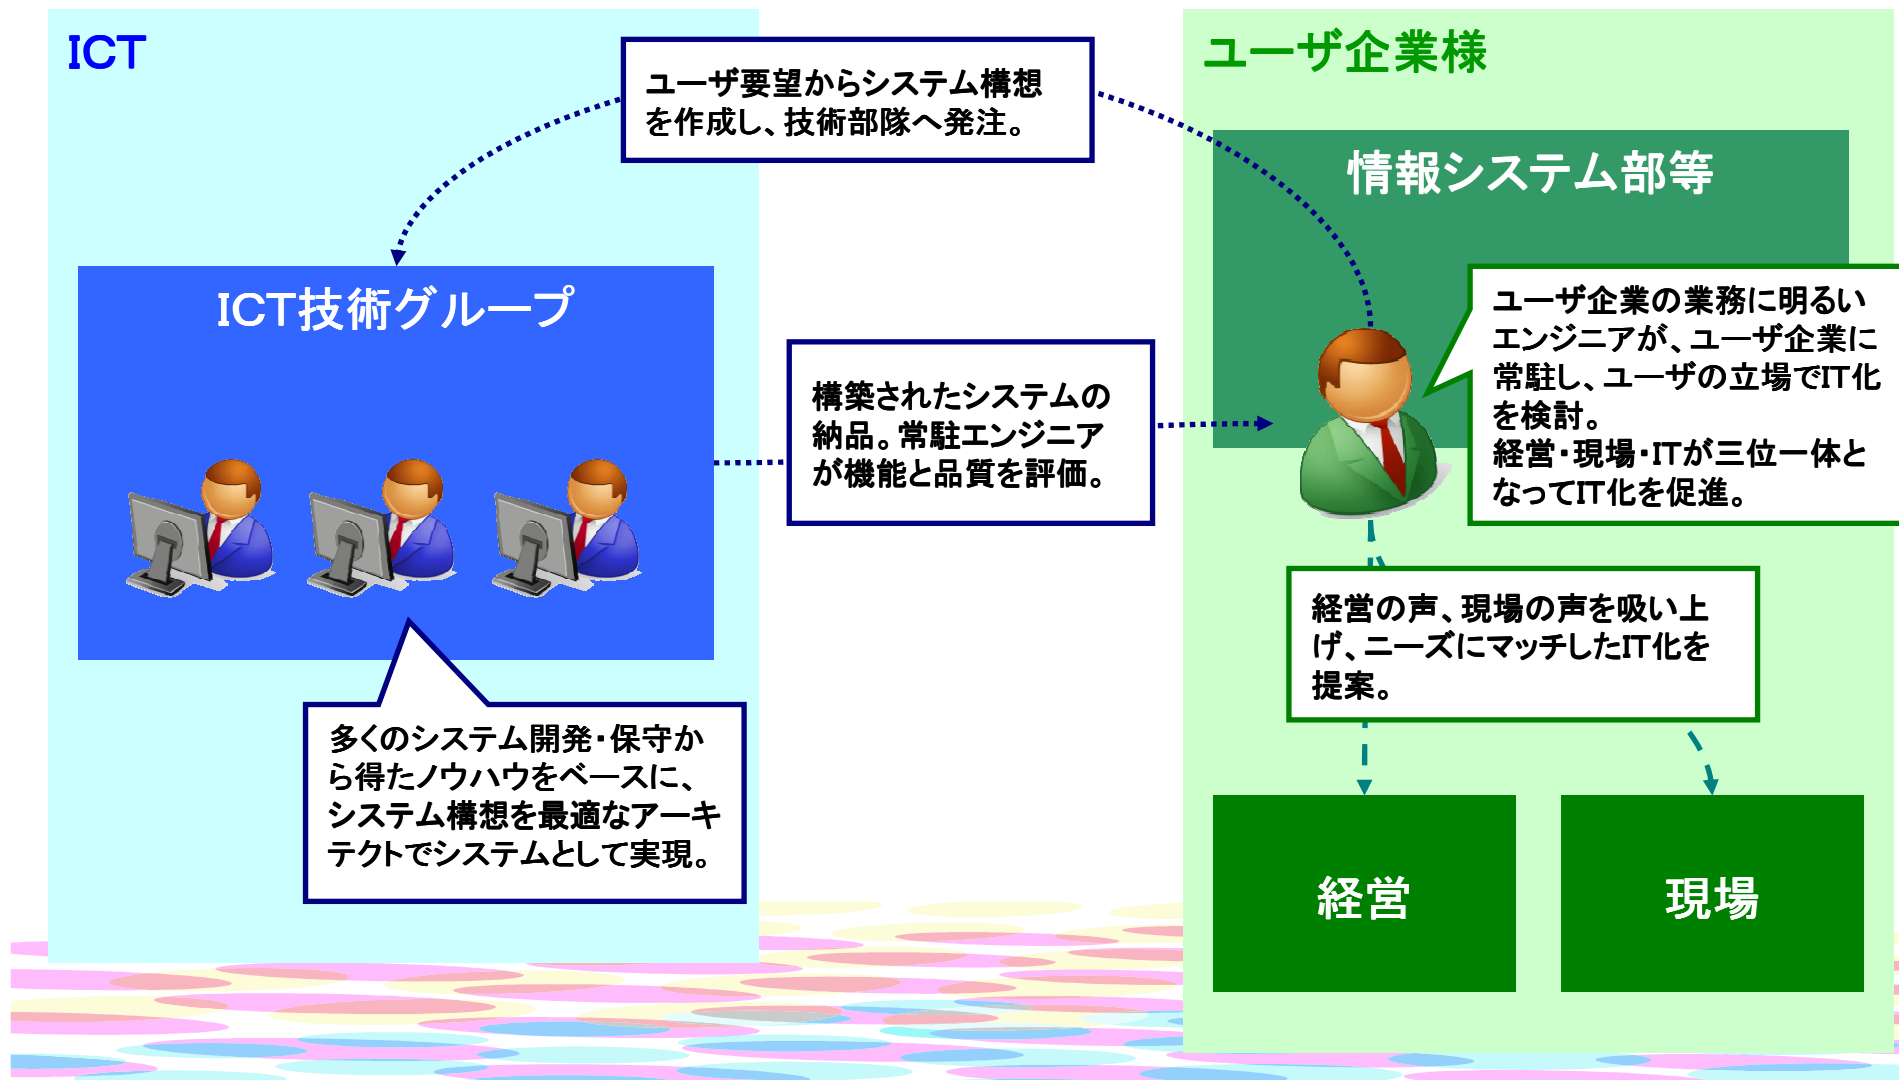 ICT
ユーザ企業様
ユーザ要望からシステム構想
を作成し、技術部隊へ発注。
情報システム部等
ICT技術グループ
ユーザ企業の業務に明るい
エンジニアが、ユーザ企業に
常駐し、ユーザの立場でIT化
を検討。
経営・現場・ITが三位一体と
なってIT化を促進。
構築されたシステムの
納品。常駐エンジニア
が機能と品質を評価。
経営の声、現場の声を吸い上
げ、ニーズにマッチしたIT化を
提案。
多くのシステム開発・保守か
ら得たノウハウをベースに、
システム構想を最適なアーキ
テクトでシステムとして実現。
経営
現場